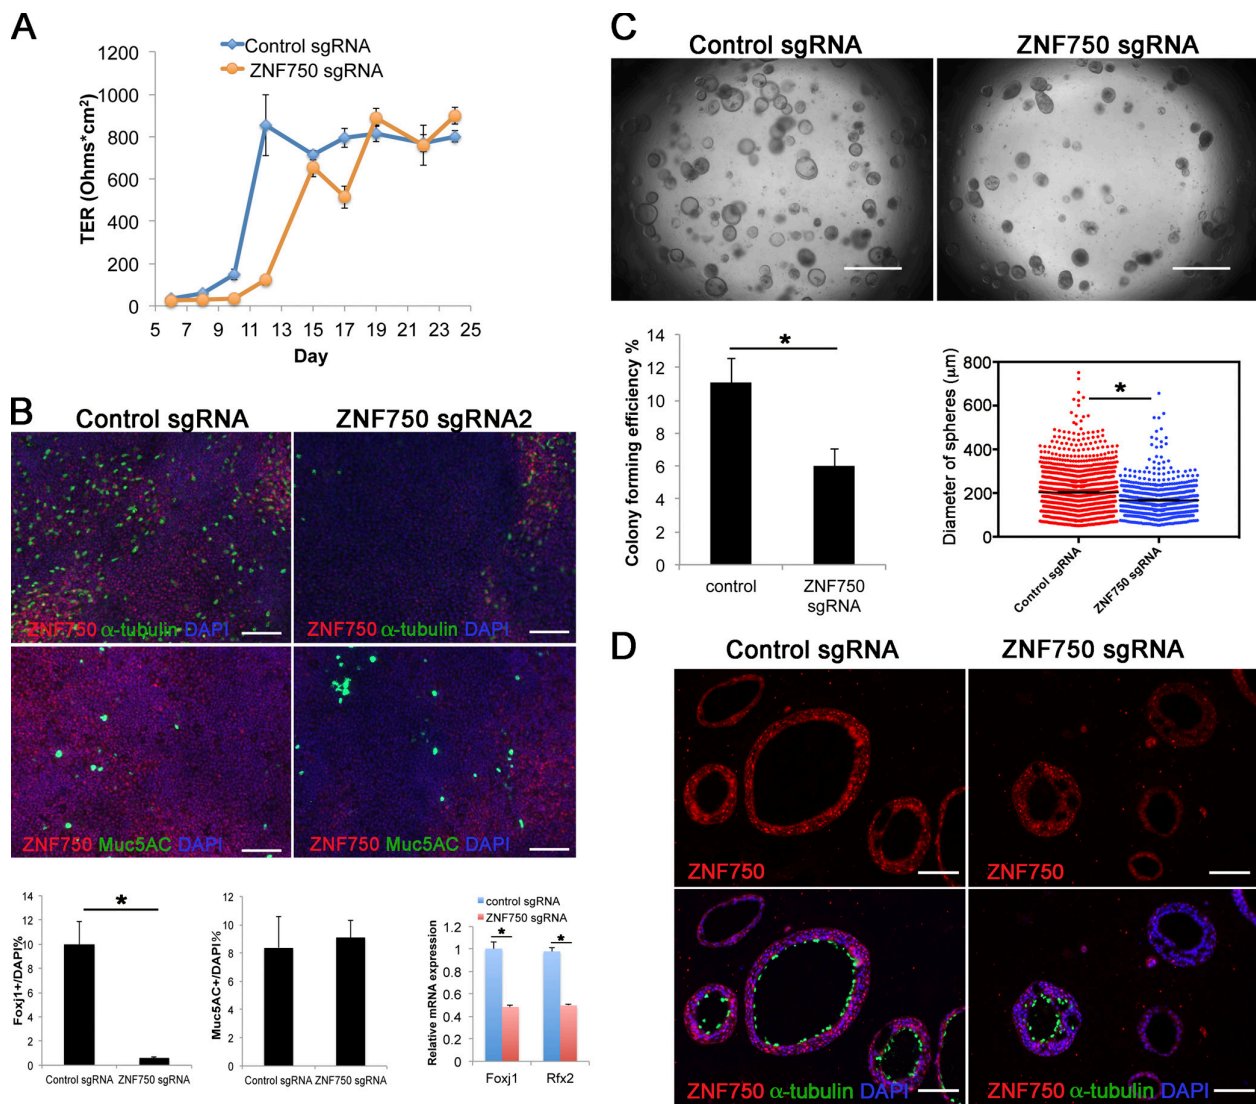 A
Control sgRNA
ZNF750 sgRNA
1200
1000
800
600
400
200
0
TER (Ohms*cm2)
5 7 9 11 13 15 17 19 21 23 25
Day
B
Control sgRNA ZNF750 sgRNA2
ZNF750 α-tubulin DAPI
ZNF750 α-tubulin DAPI
ZNF750 Muc5AC DAPI
ZNF750 Muc5AC DAPI
*
14
12
10
8
6
4
2
0
Foxj1+/DAPI%
Control sgRNA ZNF750 sgRNA
12
10
8
6
4
2
0
Muc5AC+/DAPI%
Control sgRNA ZNF750 sgRNA
control sgRNA
ZNF750 sgRNA
* *
1.2
1
0.8
0.6
0.4
0.2
0
Relative mRNA expression
Foxj1 Rfx2
C
Control sgRNA ZNF750 sgRNA
*
14
12
10
8
6
4
2
0
Colony forming efficiency %
control ZNF750
sgRNA
*
800
600
400
200
0
Diameter of spheres (μm)
Control sgRNA
ZNF750 sgRNA
D
Control sgRNA ZNF750 sgRNA
ZNF750
ZNF750
ZNF750 α-tubulin DAPI
ZNF750 α-tubulin DAPI